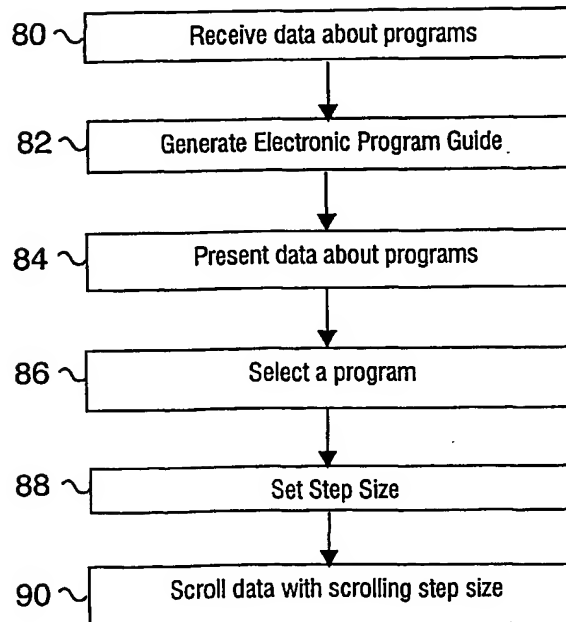 80 Receive data about programs
82 Generate Electronic Program Guide
84 Present data about programs
86 Select a program
88 Set Step Size
90 Scroll data with scrolling step size